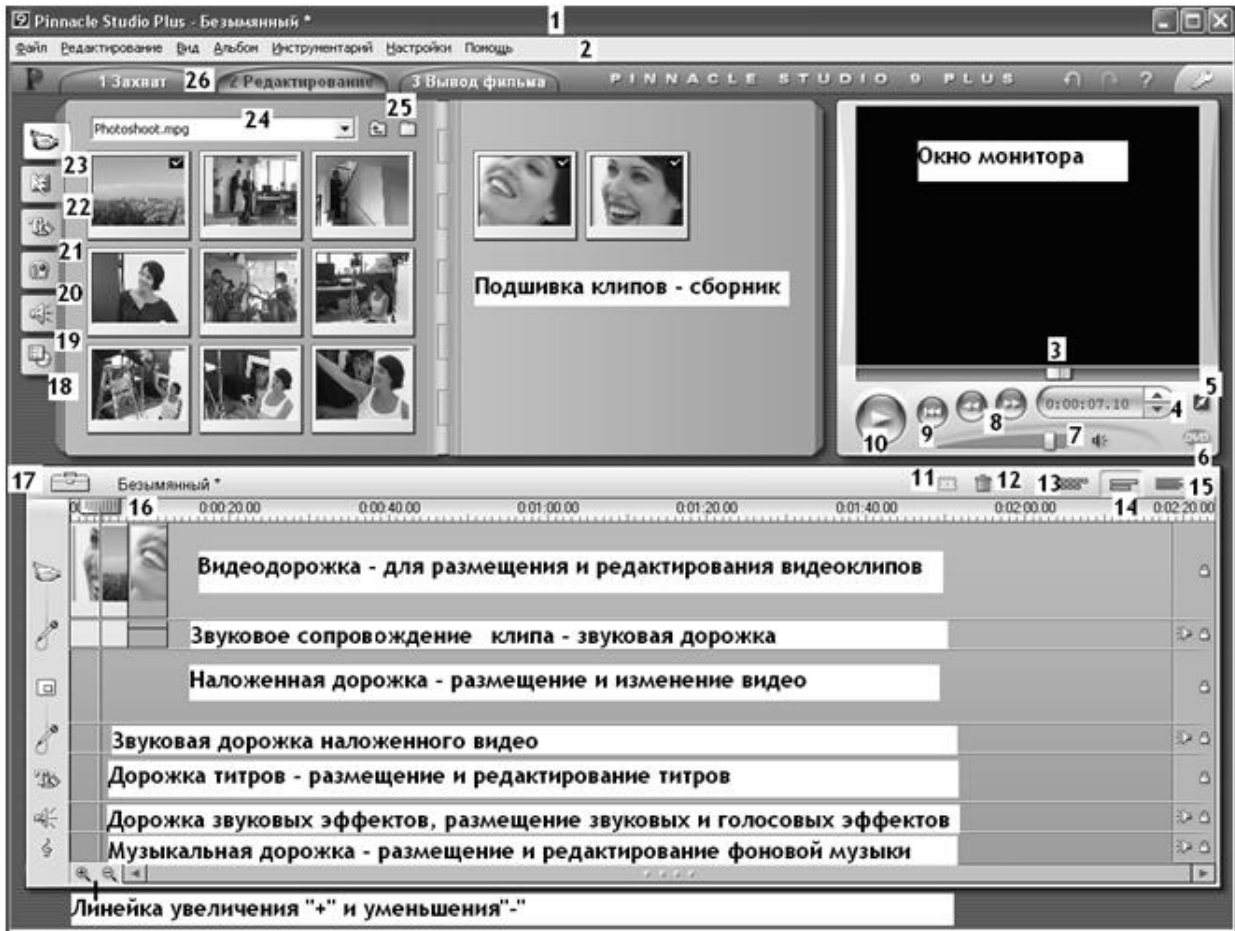 Pinnacle Studio Plus - Безымянный * 1
Файл Редактирование Вид Альбом Инструментарий Настройки Помощь 2
1 Захват 26 2 Редактирование 3 Вывод фильма PINNACLE STUDIO 9 PLUS ?
Photoshoot.mpg 24 25
Окно монитора
23
22
21
20
19
18
Подшивка клипов - сборник
3
0:00:07.10
4
5
6
7
8
9
10
17 Безымянный * 11 12 13 14 15
16 0:00:20.00 0:00:40.00 0:01:00.00 0:01:20.00 0:01:40.00 0:02:00.00 0:02:20.00
Видеодорожка - для размещения и редактирования видеоклипов
Звуковое сопровождение клипа - звуковая дорожка
Наложенная дорожка - размещение и изменение видео
Звуковая дорожка наложенного видео
Дорожка титров - размещение и редактирование титров
Дорожка звуковых эффектов, размещение звуковых и голосовых эффектов
Музыкальная дорожка - размещение и редактирование фоновой музыки
Линейка увеличения "+" и уменьшения"-"